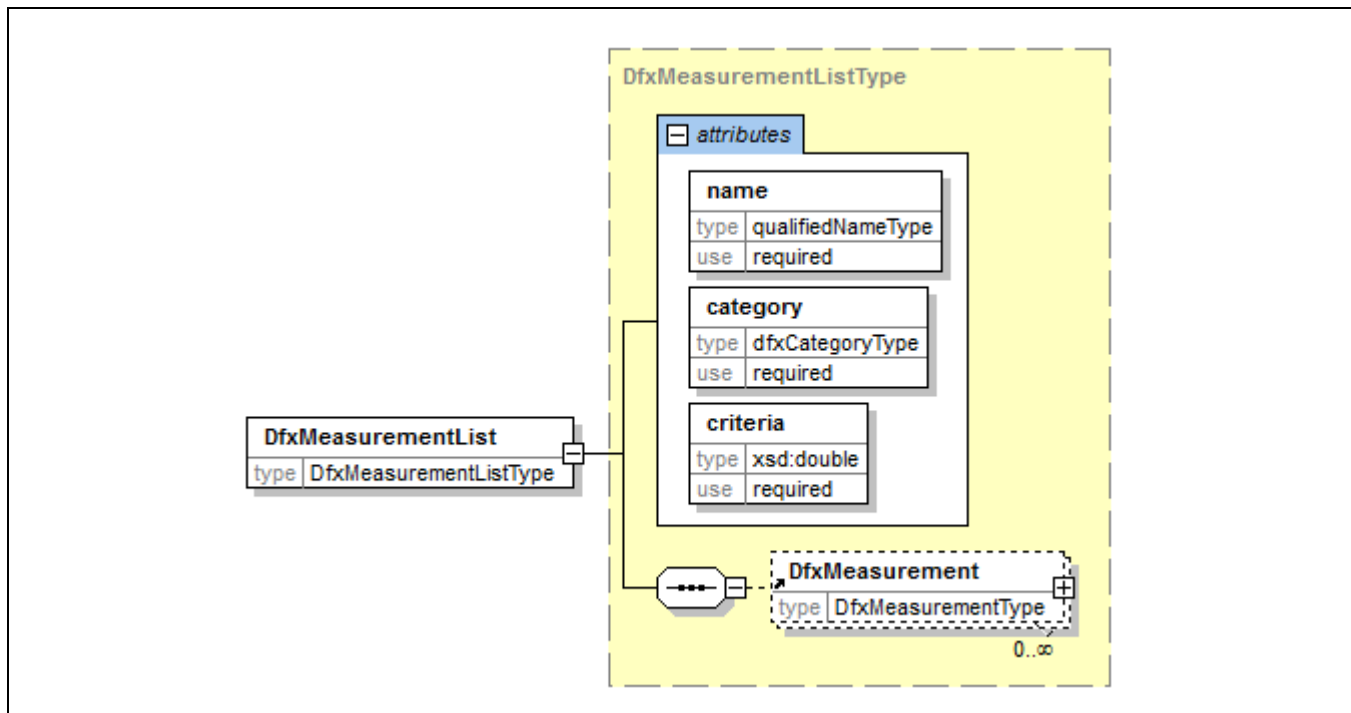 DfxMeasurementListType
attributes
name
type qualifiedNameType
use required
category
type dfxCategoryType
use required
criteria
type xsd:double
use required
DfxMeasurementList
type DfxMeasurementListType
DfxMeasurement
type DfxMeasurementType
0..∞